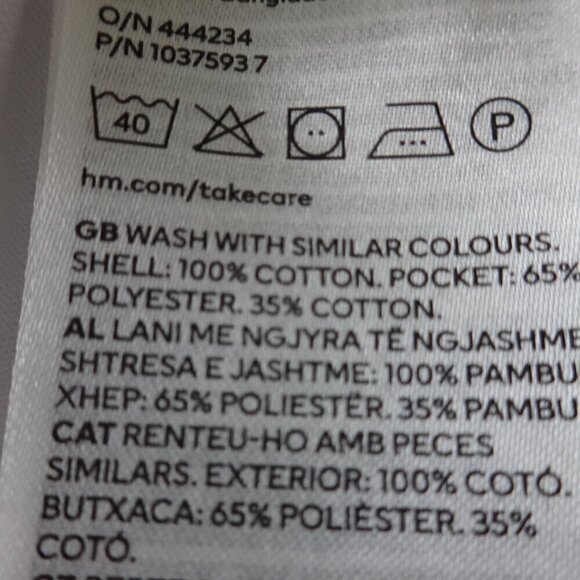 O/N 444234
P/N 1037593 7
40
P
hm.com/takecare
GB WASH WITH SIMILAR COLOURS.
SHELL: 100% COTTON. POCKET: 65%
POLYESTER. 35% COTTON.
AL LANI ME NGJYRA TË NGJASHME
SHTRESA E JASHTME: 100% PAMBU
XHEP: 65% POLIESTËR. 35% PAMBU
CAT RENTEU-HO AMB PECES
SIMILARS. EXTERIOR: 100% COTÓ.
BUTXACA: 65% POLIÈSTER. 35%
COTÓ.